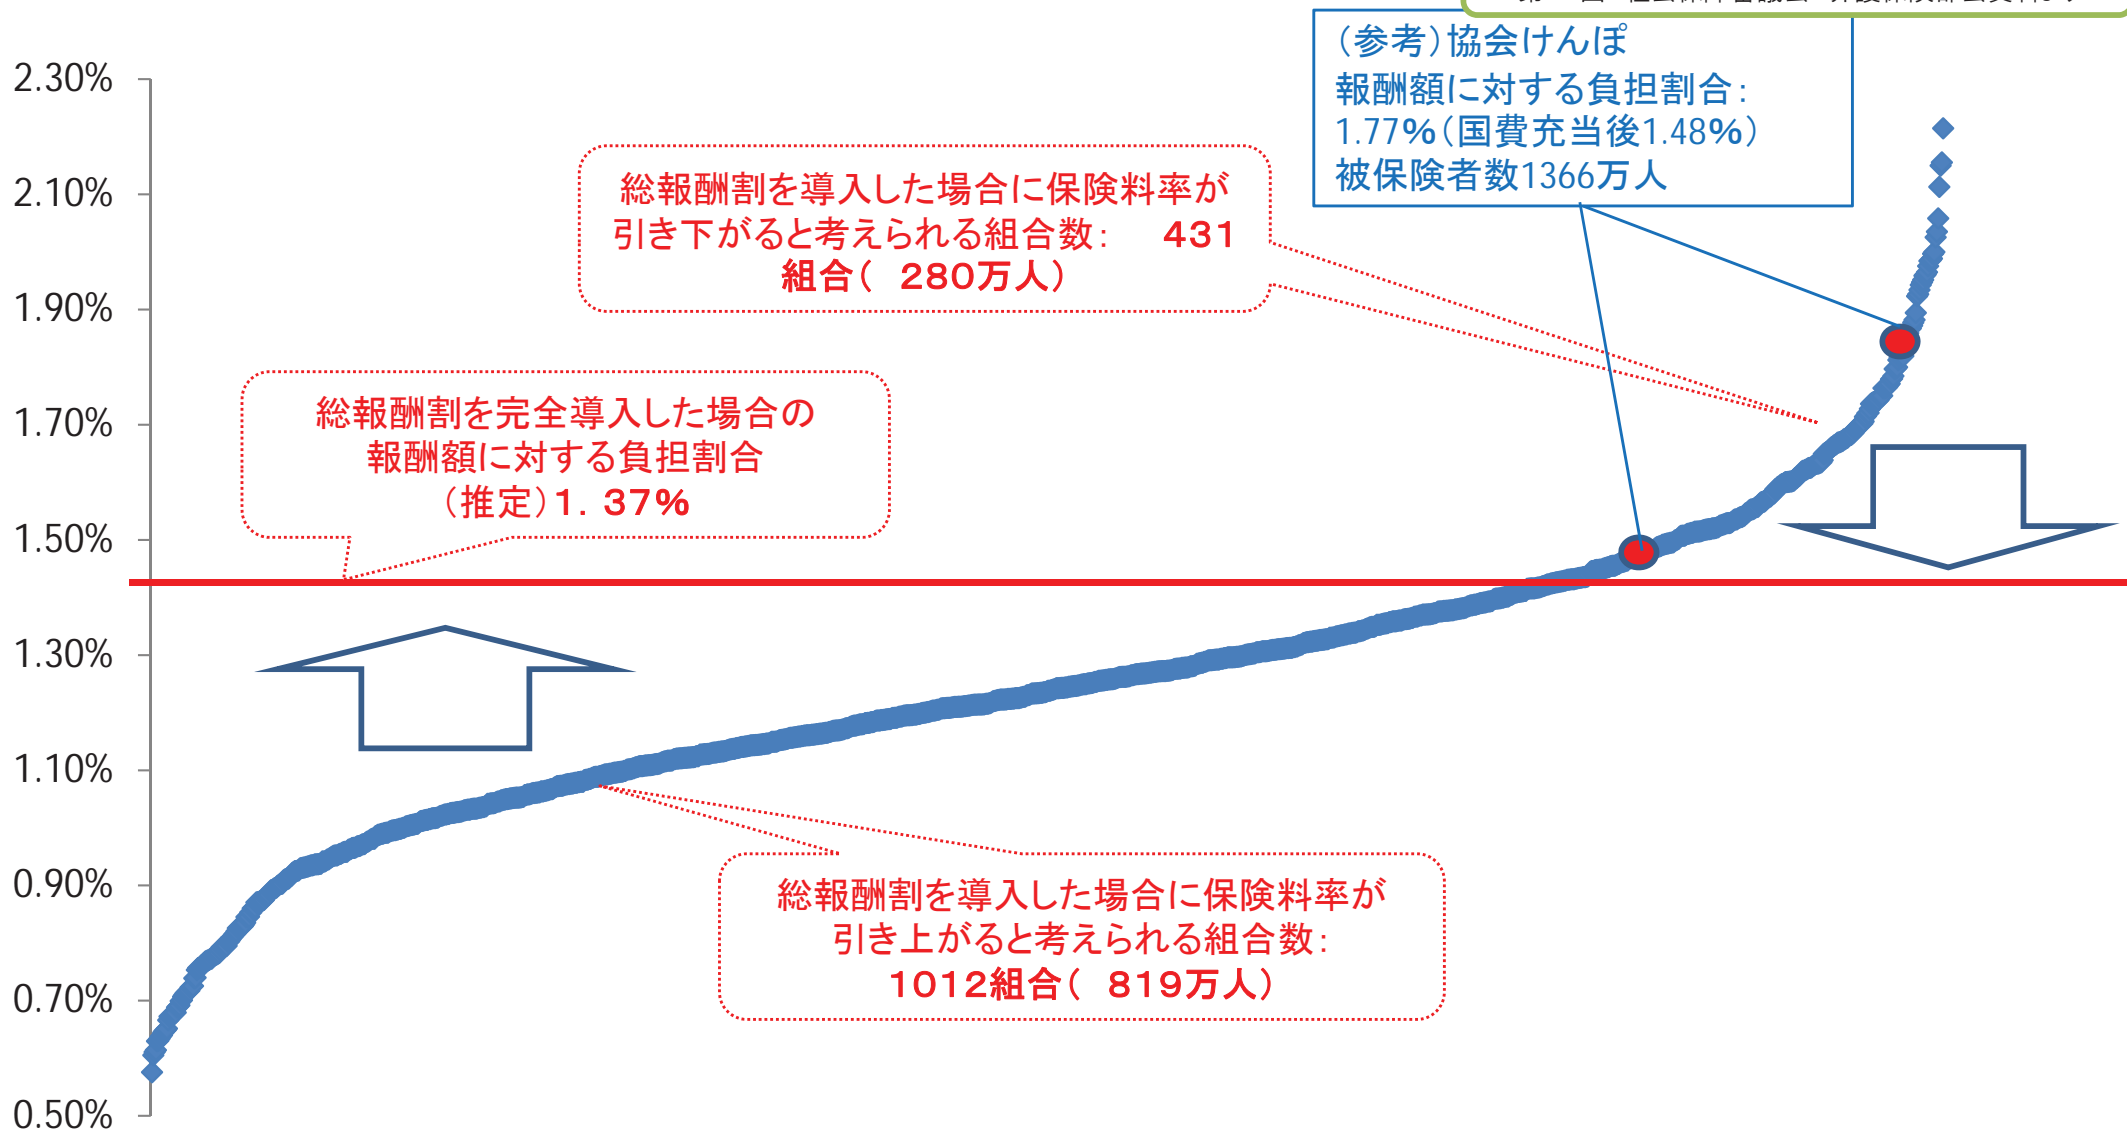 （参考）協会けんぽ
報酬額に対する負担割合：
1.77%（国費充当後1.48%）
被保険者数1366万人
総報酬割を導入した場合に保険料率が
引き下がると考えられる組合数： 431
組合（ 280万人）
総報酬割を完全導入した場合の
報酬額に対する負担割合
（推定）1. 37%
総報酬割を導入した場合に保険料率が
引き上がると考えられる組合数：
1012組合（ 819万人）
2.30%
2.10%
1.90%
1.70%
1.50%
1.30%
1.10%
0.90%
0.70%
0.50%